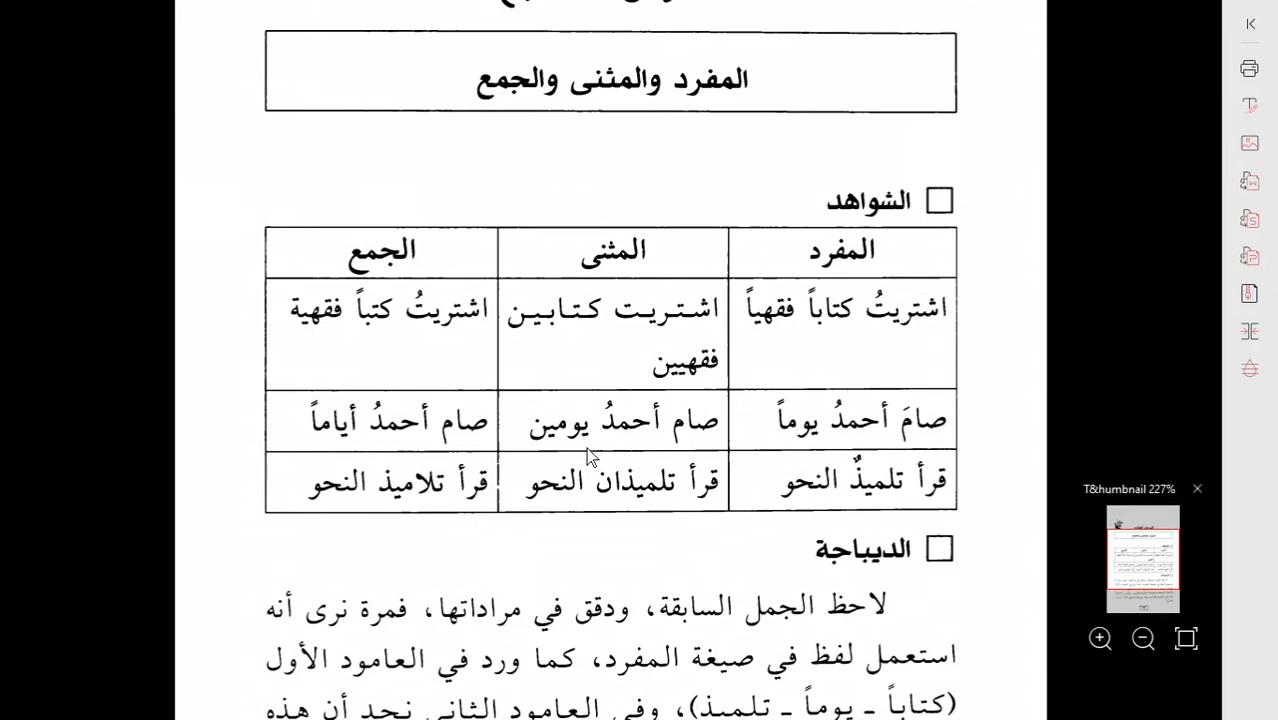 المفرد والمثنى والجمع
الشواهد
المفرد المثنى الجمع
اشتريتُ كتاباً فقهياً اشتريت كتابين فقهيين اشتريتُ كتباً فقهية
صامَ أحمدُ يوماً صام أحمدُ يومين صام أحمدُ أياماً
قرأ تلميذٌ النحو قرأ تلميذان النحو قرأ تلاميذ النحو
الديباجة
لاحظ الجمل السابقة، ودقق في مراداتها، فمرة نرى أنه
استعمل لفظ في صيغة المفرد، كما ورد في العامود الأول
(كتاباً ـ يوماً ـ تلميذ)، وفي العامود الثاني نجد أن هذه
T&humbnail 227%